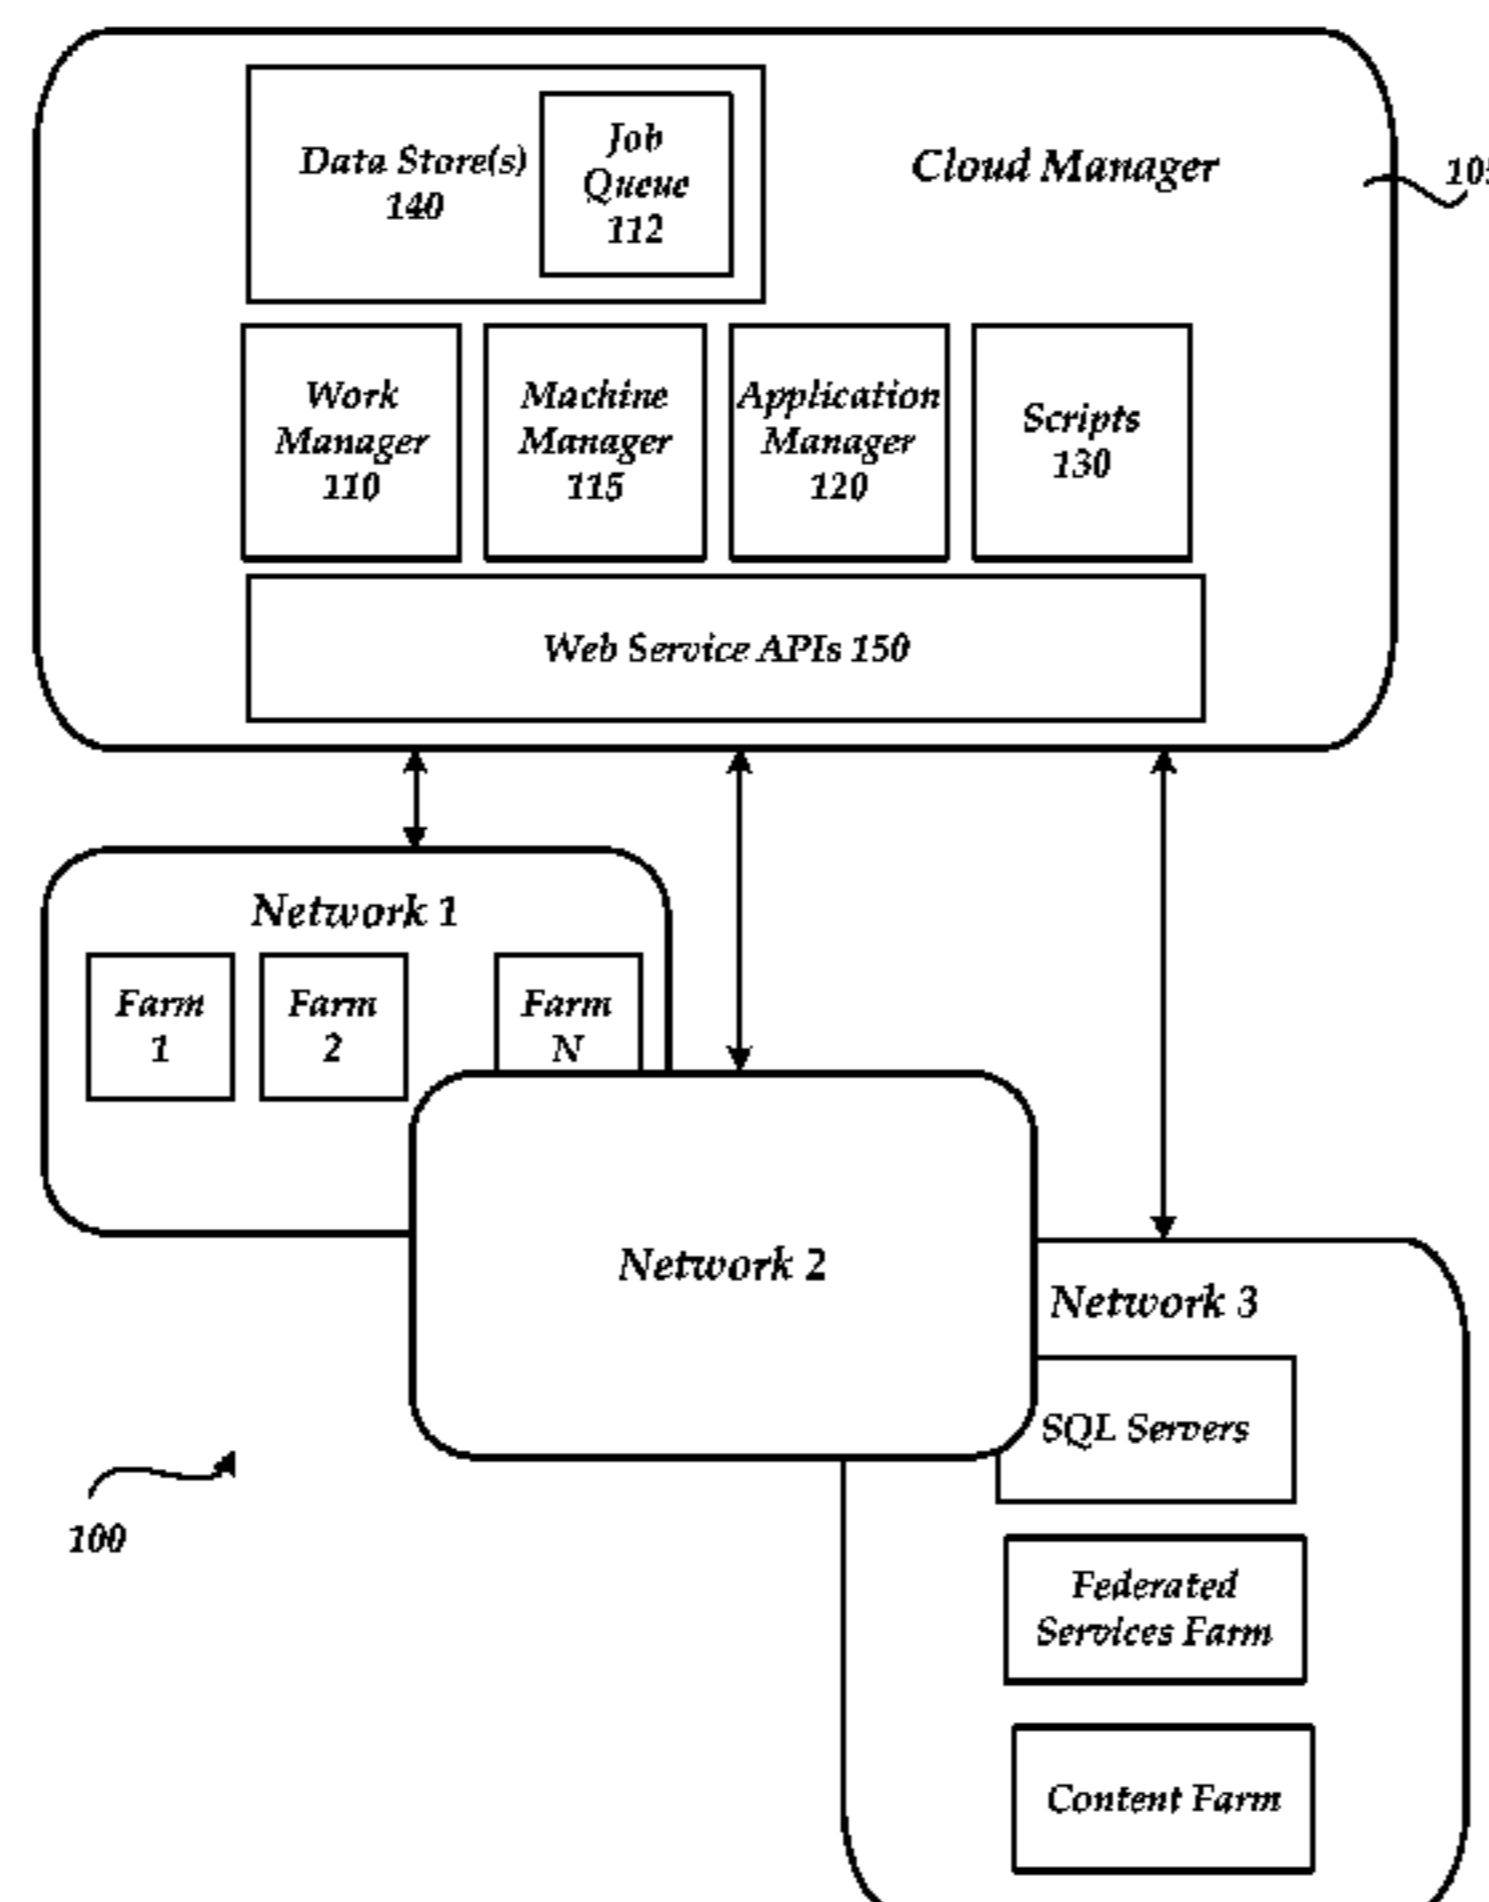 Data Store(s)
140
Job
Queue
112
Cloud Manager
Work
Manager
110
Machine
Manager
115
Application
Manager
120
Scripts
130
Web Service APIs 150
Network 1
Farm
1
Farm
2
Farm
N
Network 2
Network 3
SQL Servers
Federated
Services Farm
Content Farm
100